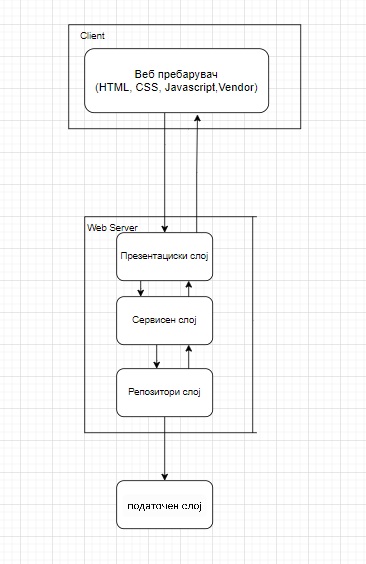 Client
Веб пребарувач
(HTML, CSS, Javascript,Vendor)
Web Server
Презентациски слој
Сервисен слој
Репозитори слој
податочен слој